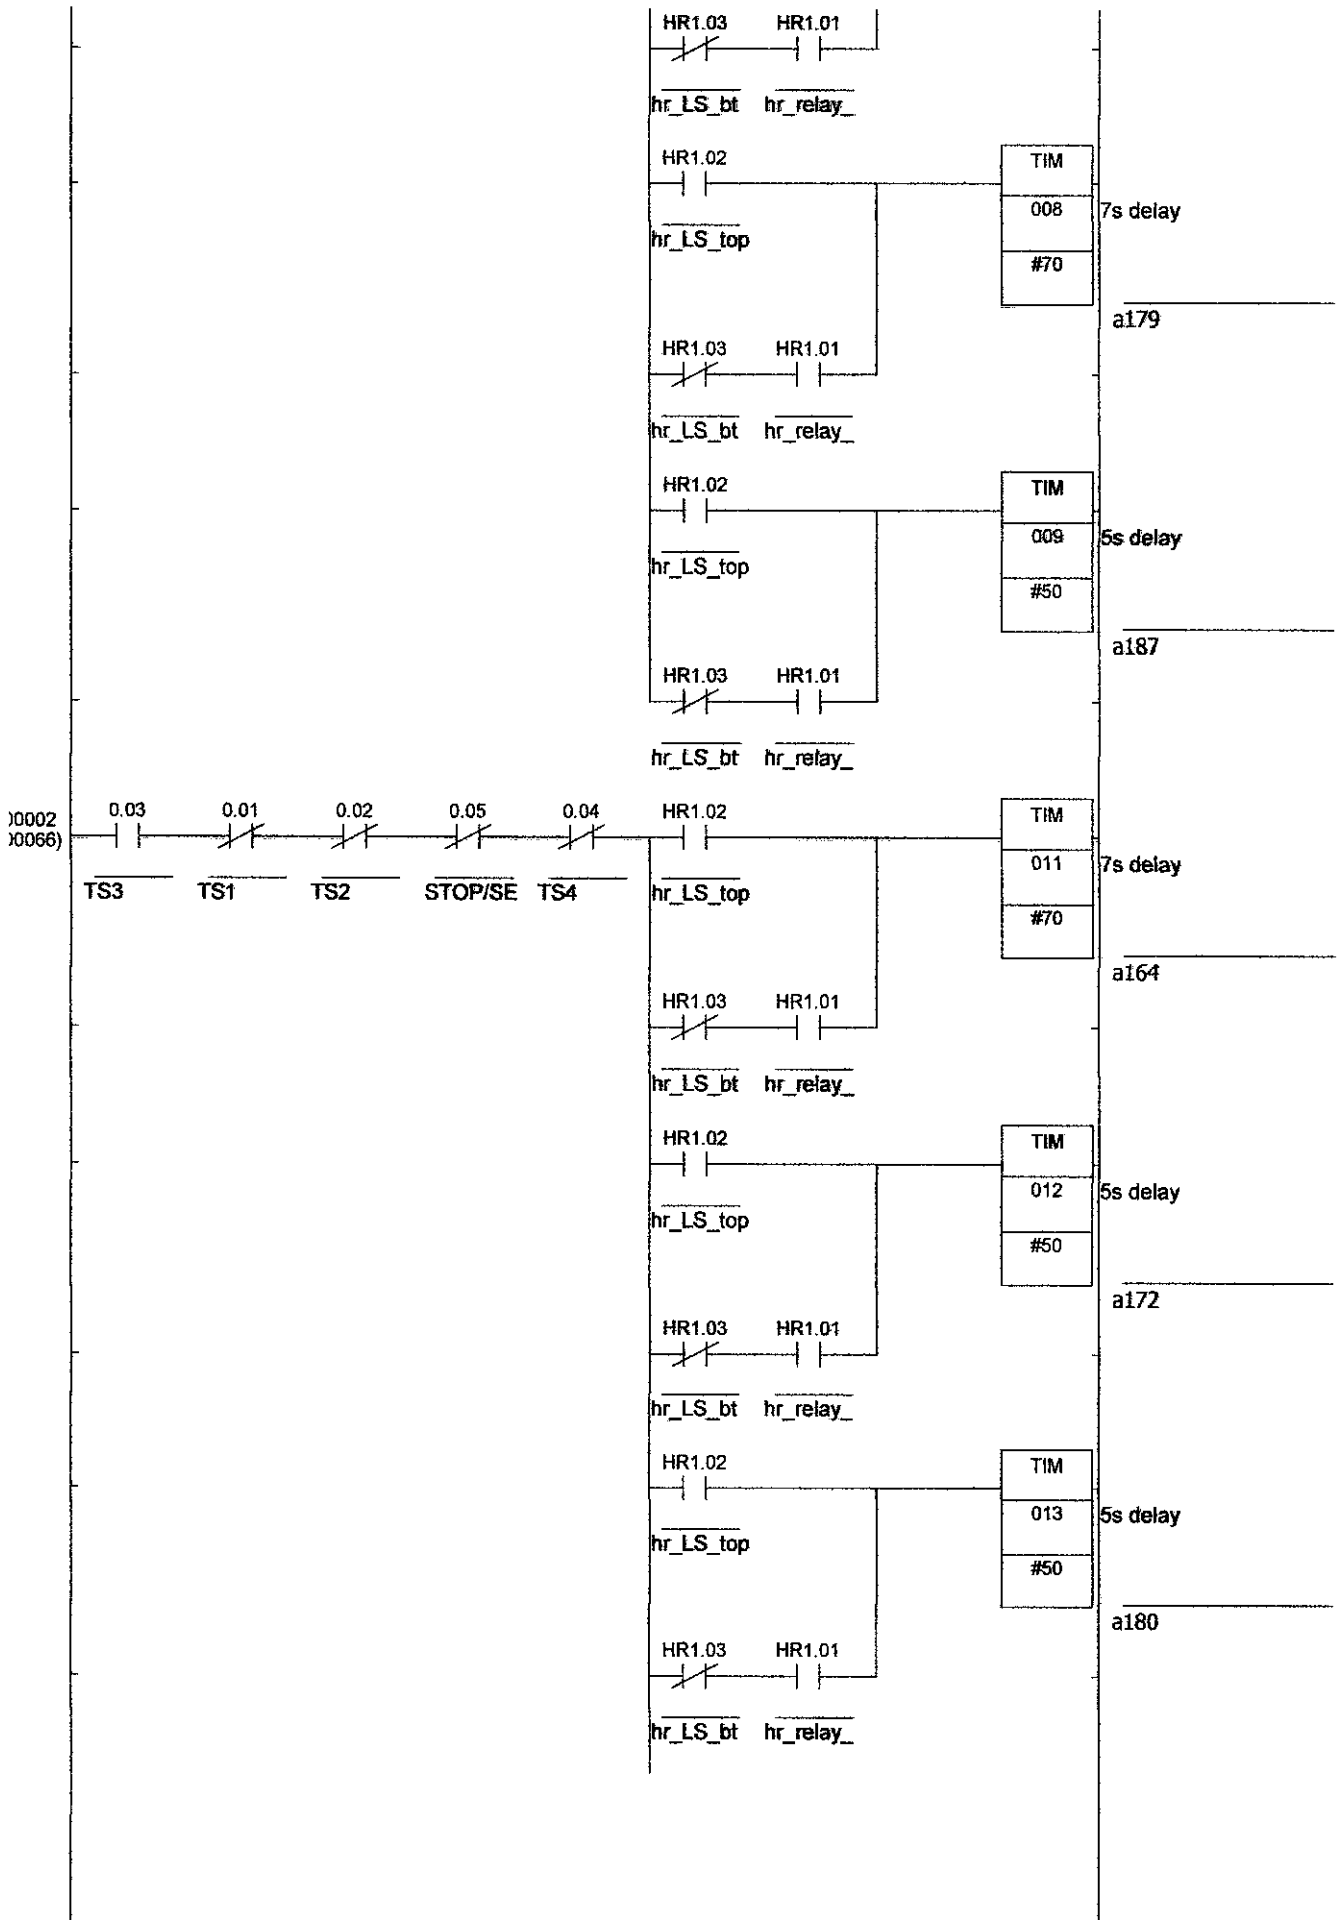 HR1.03 HR1.01
hr_LS_bt hr_relay_
HR1.02 TIM
008 7s delay
hr_LS_top
#70
a179
HR1.03 HR1.01
hr_LS_bt hr_relay_
HR1.02 TIM
009 5s delay
hr_LS_top
#50
a187
HR1.03 HR1.01
hr_LS_bt hr_relay_
00002 0.03 0.01 0.02 0.05 0.04 HR1.02 TIM
00066)
011 7s delay
TS3 TS1 TS2 STOP/SE TS4 hr_LS_top
#70
a164
HR1.03 HR1.01
hr_LS_bt hr_relay_
HR1.02 TIM
012 5s delay
hr_LS_top
#50
a172
HR1.03 HR1.01
hr_LS_bt hr_relay_
HR1.02 TIM
013 5s delay
hr_LS_top
#50
a180
HR1.03 HR1.01
hr_LS_bt hr_relay_